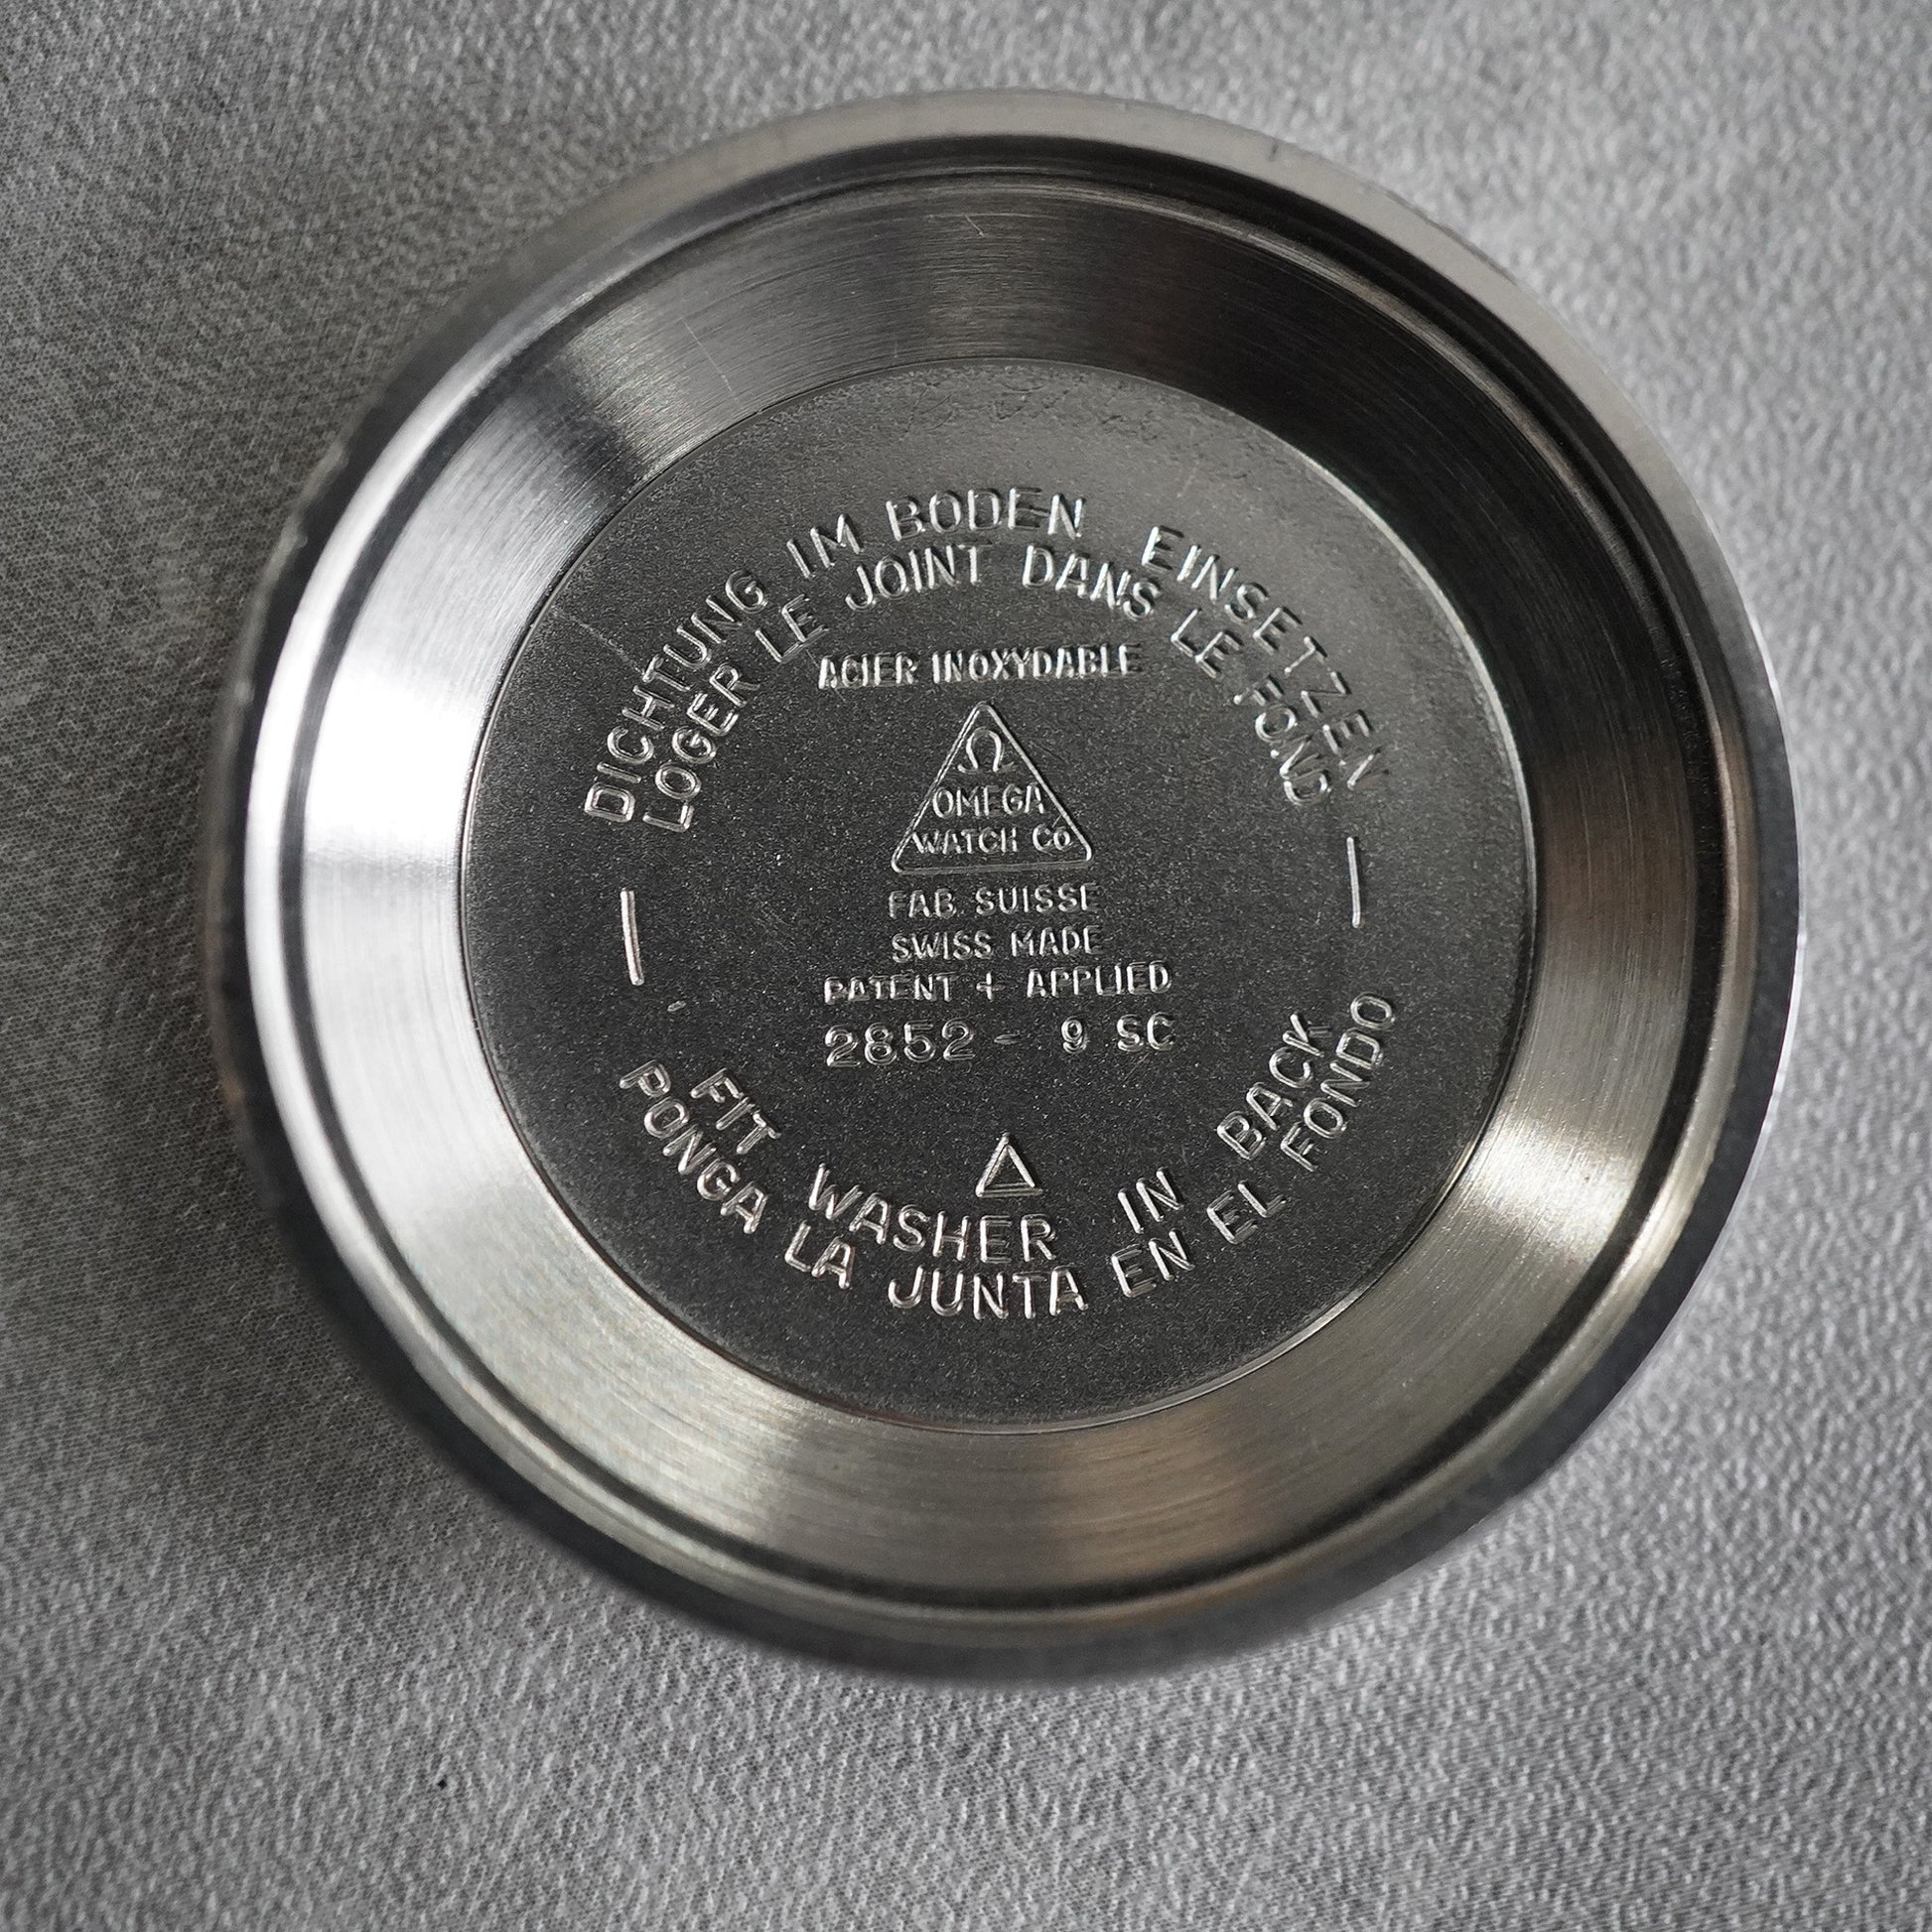 DICHTUNG IM BODEN EINSETZEN
LOGER LE JOINT DANS LE FOND
ACIER INOXYDABLE
Ω
OMEGA
WATCH Co
FAB. SUISSE
SWISS MADE
PATENT + APPLIED
2852 - 9 SC
FIT WASHER IN BACK
PONGA LA JUNTA EN EL FONDO